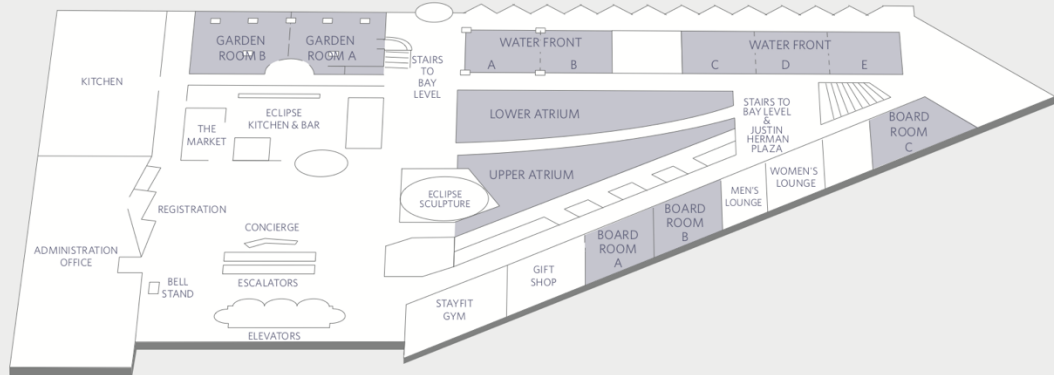 GARDEN
ROOM B
GARDEN
ROOM A
WATER FRONT
A
B
WATER FRONT
C
D
E
KITCHEN
STAIRS
TO
BAY
LEVEL
ECLIPSE
KITCHEN & BAR
THE
MARKET
LOWER ATRIUM
STAIRS TO
BAY LEVEL
&
JUSTIN
HERMAN
PLAZA
BOARD
ROOM
C
UPPER ATRIUM
WOMEN'S
LOUNGE
MEN'S
LOUNGE
ECLIPSE
SCULPTURE
REGISTRATION
BOARD
ROOM
B
CONCIERGE
BOARD
ROOM
A
ADMINISTRATION
OFFICE
GIFT
SHOP
BELL
STAND
ESCALATORS
STAYFIT
GYM
ELEVATORS